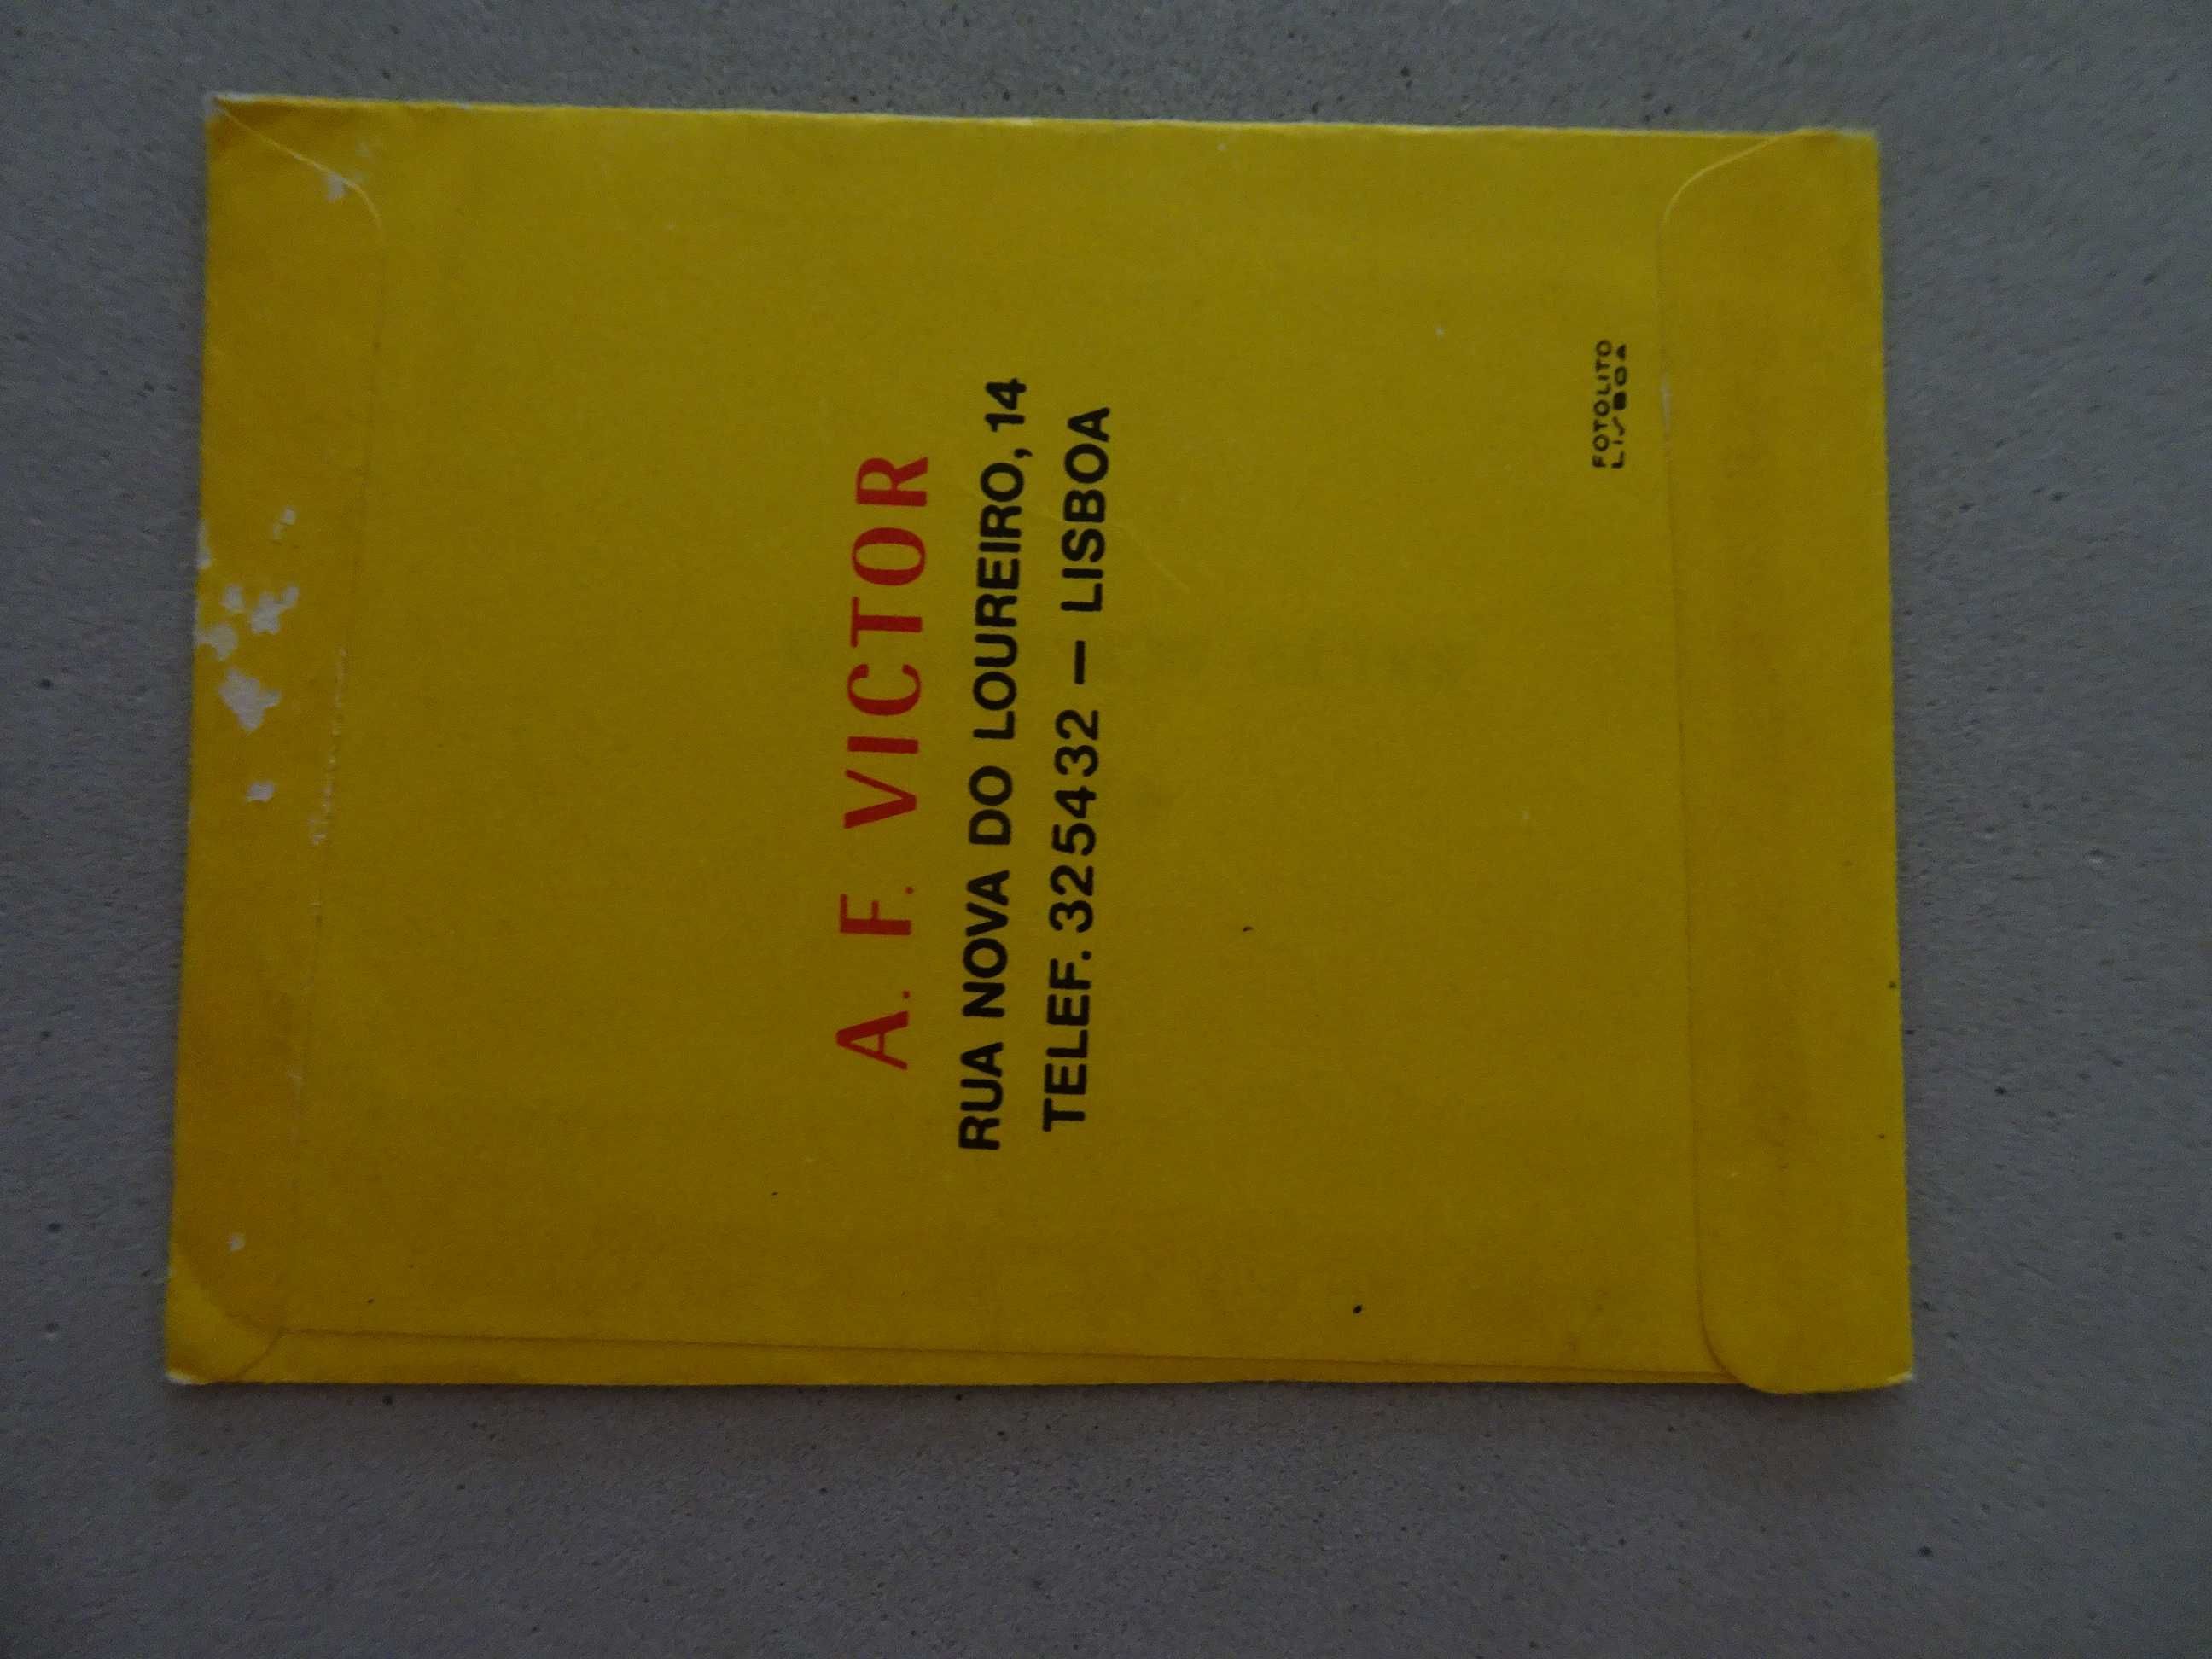 A. F. VICTOR
RUA NOVA DO LOUREIRO, 14
TELEF. 325432 — LISBOA
FOTOLITO
LISBOA